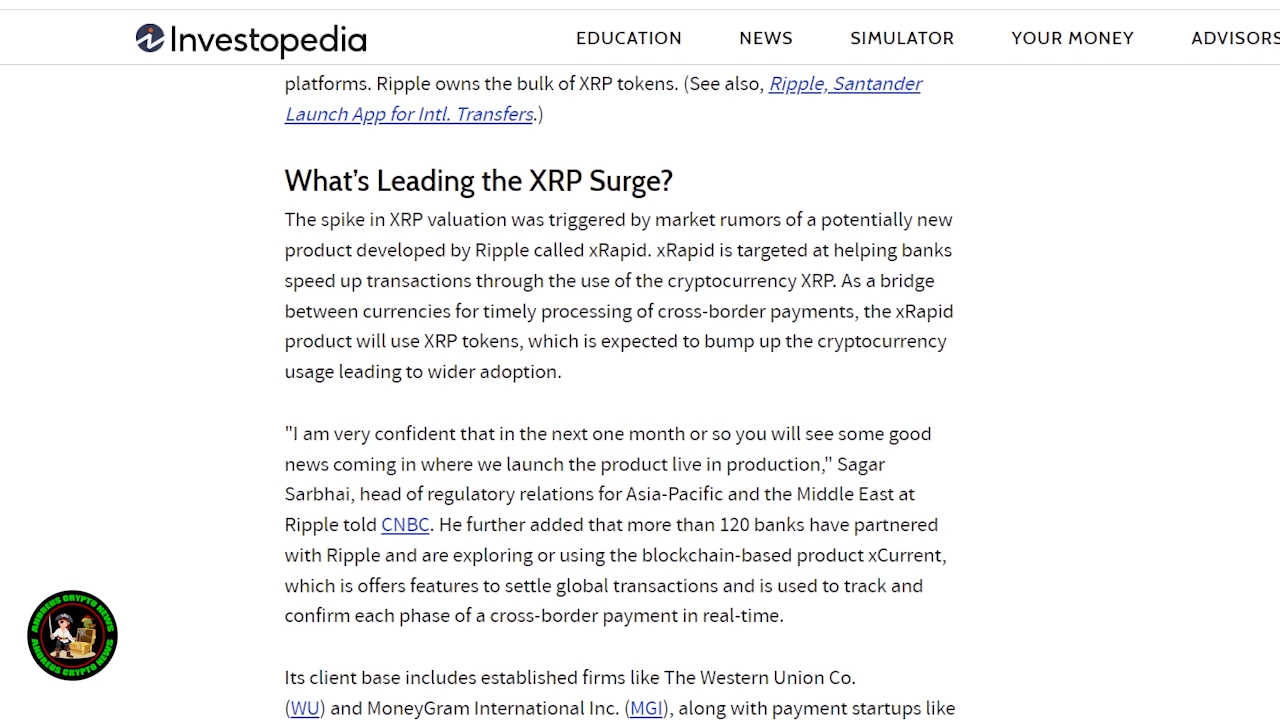 Investopedia
EDUCATION NEWS SIMULATOR YOUR MONEY ADVISORS
platforms. Ripple owns the bulk of XRP tokens. (See also, Ripple, Santander
Launch App for Intl. Transfers.)
What’s Leading the XRP Surge?
The spike in XRP valuation was triggered by market rumors of a potentially new
product developed by Ripple called xRapid. xRapid is targeted at helping banks
speed up transactions through the use of the cryptocurrency XRP. As a bridge
between currencies for timely processing of cross-border payments, the xRapid
product will use XRP tokens, which is expected to bump up the cryptocurrency
usage leading to wider adoption.
"I am very confident that in the next one month or so you will see some good
news coming in where we launch the product live in production," Sagar
Sarbhai, head of regulatory relations for Asia-Pacific and the Middle East at
Ripple told CNBC. He further added that more than 120 banks have partnered
with Ripple and are exploring or using the blockchain-based product xCurrent,
which is offers features to settle global transactions and is used to track and
confirm each phase of a cross-border payment in real-time.
Its client base includes established firms like The Western Union Co.
(WU) and MoneyGram International Inc. (MGI), along with payment startups like
ANDREUS CRYPTO NEWS
ANDREUS CRYPTO NEWS